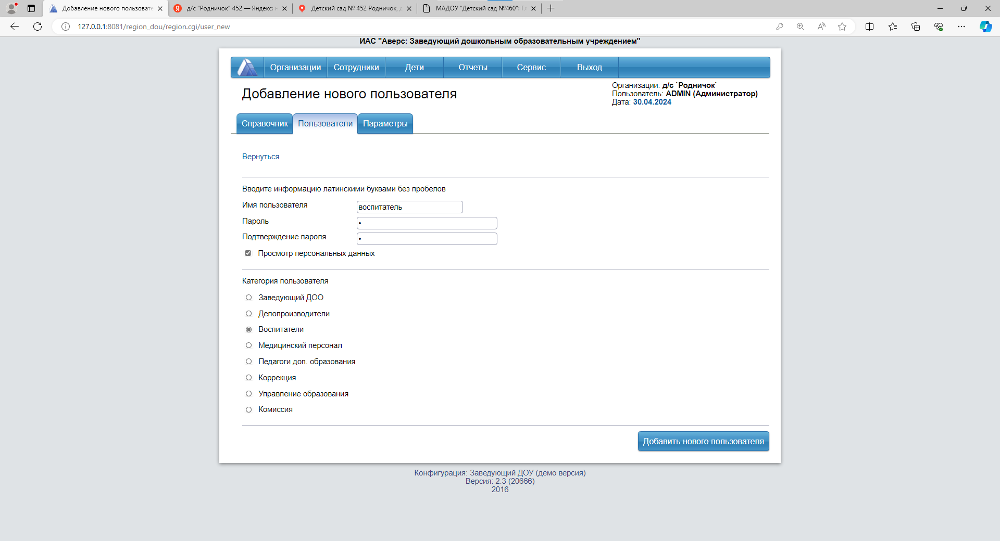 Добавление нового пользовате
д/с "Родничок" 452 — Яндекс:
Детский сад № 452 Родничок,
МАДОУ "Детский сад №460":
127.0.0.1:8081/region_dou/region.cgi/user_new
ИАС "Аверс: Заведующий дошкольным образовательным учреждением"
Организации Сотрудники Дети Отчеты Сервис Выход
Организации: д/с `Родничок`
Добавление нового пользователя
Пользователь: ADMIN (Администратор)
Дата: 30.04.2024
Справочник Пользователи Параметры
Вернуться
Вводите информацию латинскими буквами без пробелов
Имя пользователя воспитатель
Пароль •
Подтверждение пароля •
Просмотр персональных данных
Категория пользователя
Заведующий ДОО
Делопроизводители
Воспитатели
Медицинский персонал
Педагоги доп. образования
Коррекция
Управление образования
Комиссия
Добавить нового пользователя
Конфигурация: Заведующий ДОУ (демо версия)
Версия: 2.3 (20666)
2016